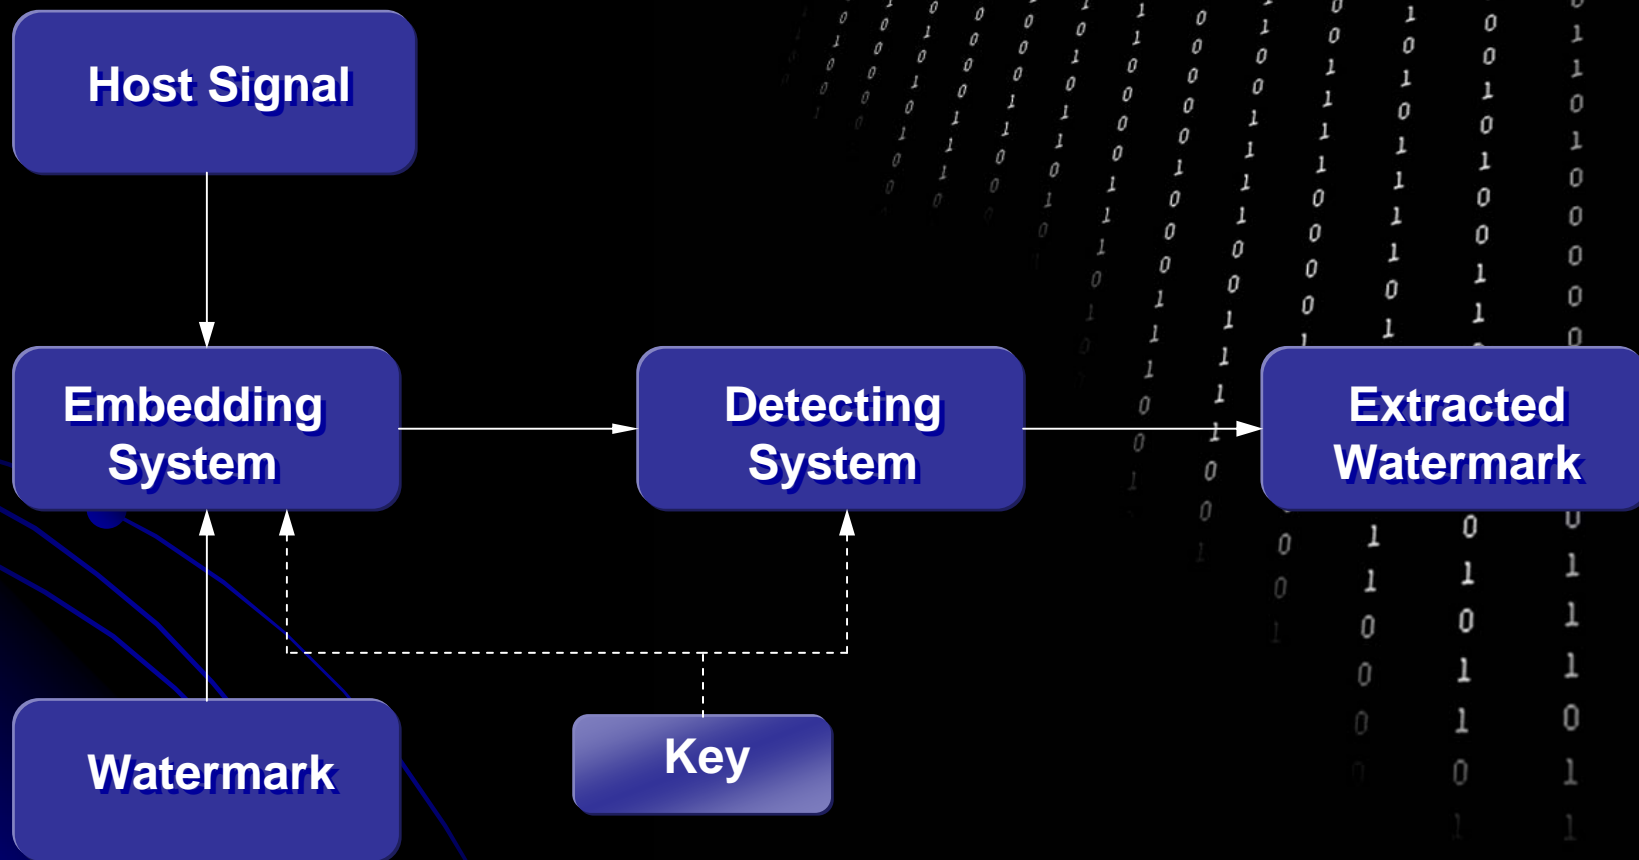 Host Signal
Embedding
System
Detecting
System
Extracted
Watermark
Watermark
Key